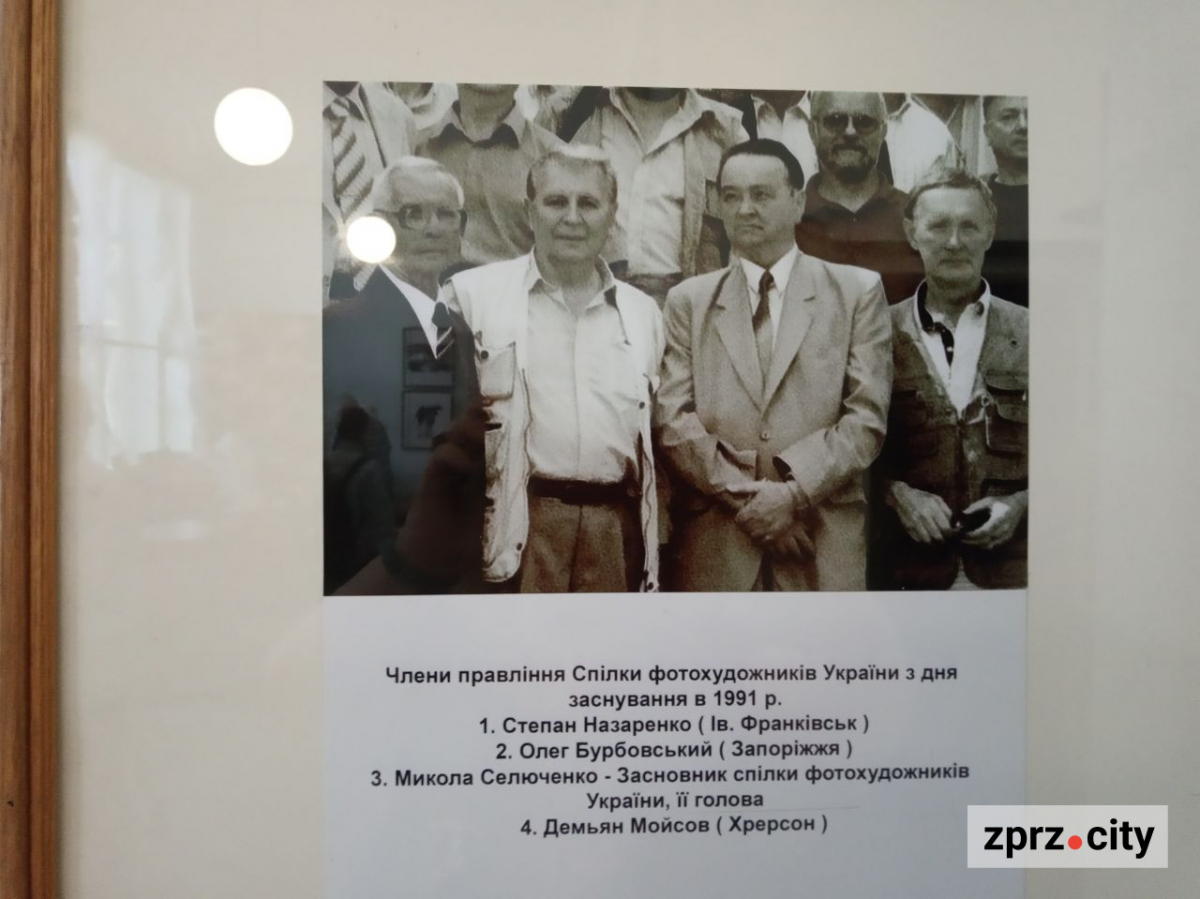 Члени правління Спілки фотохудожників України з дня
заснування в 1991 р.
1. Степан Назаренко ( Ів. Франківськ )
2. Олег Бурбовський ( Запоріжжя )
3. Микола Селюченко - Засновник спілки фотохудожників
України, її голова
4. Демьян Мойсов ( Хрерсон )
zprz.city